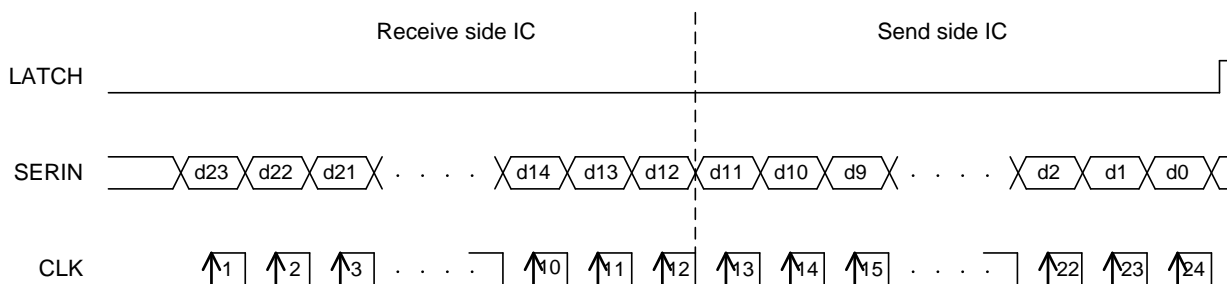 Receive side IC Send side IC
LATCH
SERIN d23 d22 d21 . . . . d14 d13 d12 d11 d10 d9 . . . . d2 d1 d0
CLK 1 2 3 . . . . 10 11 12 13 14 15 . . . . 22 23 24